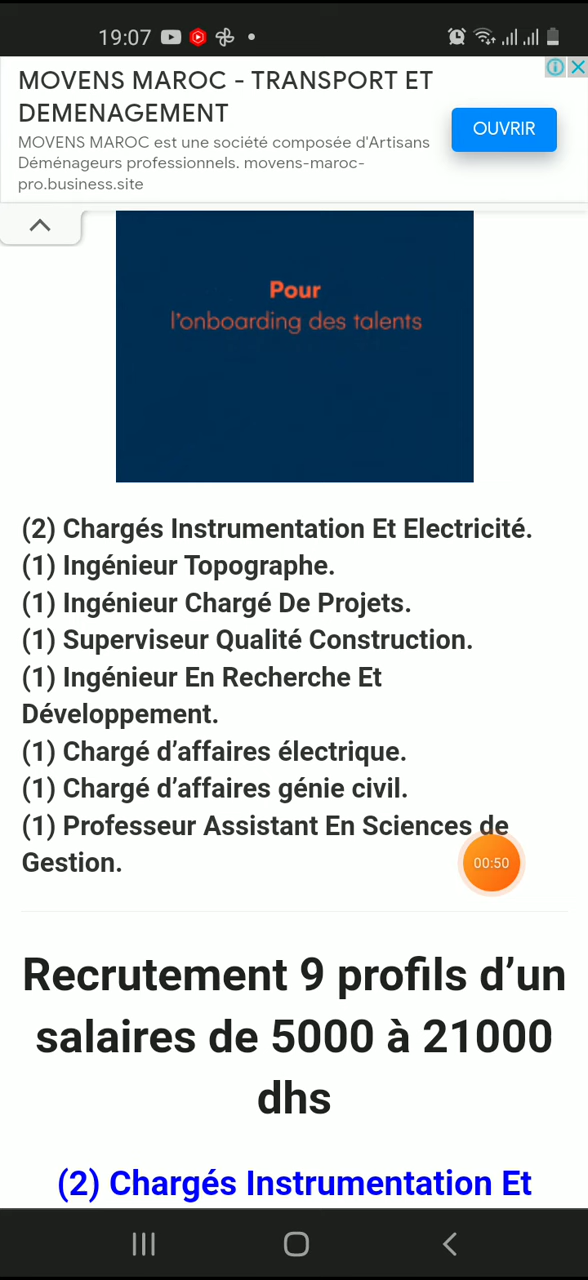 19:07
MOVENS MAROC - TRANSPORT ET
DEMENAGEMENT
MOVENS MAROC est une société composée d'Artisans
Déménageurs professionnels. movens-maroc-
pro.business.site
OUVRIR
Pour
l'onboarding des talents
(2) Chargés Instrumentation Et Electricité.
(1) Ingénieur Topographe.
(1) Ingénieur Chargé De Projets.
(1) Superviseur Qualité Construction.
(1) Ingénieur En Recherche Et
Développement.
(1) Chargé d’affaires électrique.
(1) Chargé d’affaires génie civil.
(1) Professeur Assistant En Sciences de
Gestion.
00:50
Recrutement 9 profils d’un
salaires de 5000 à 21000
dhs
(2) Chargés Instrumentation Et